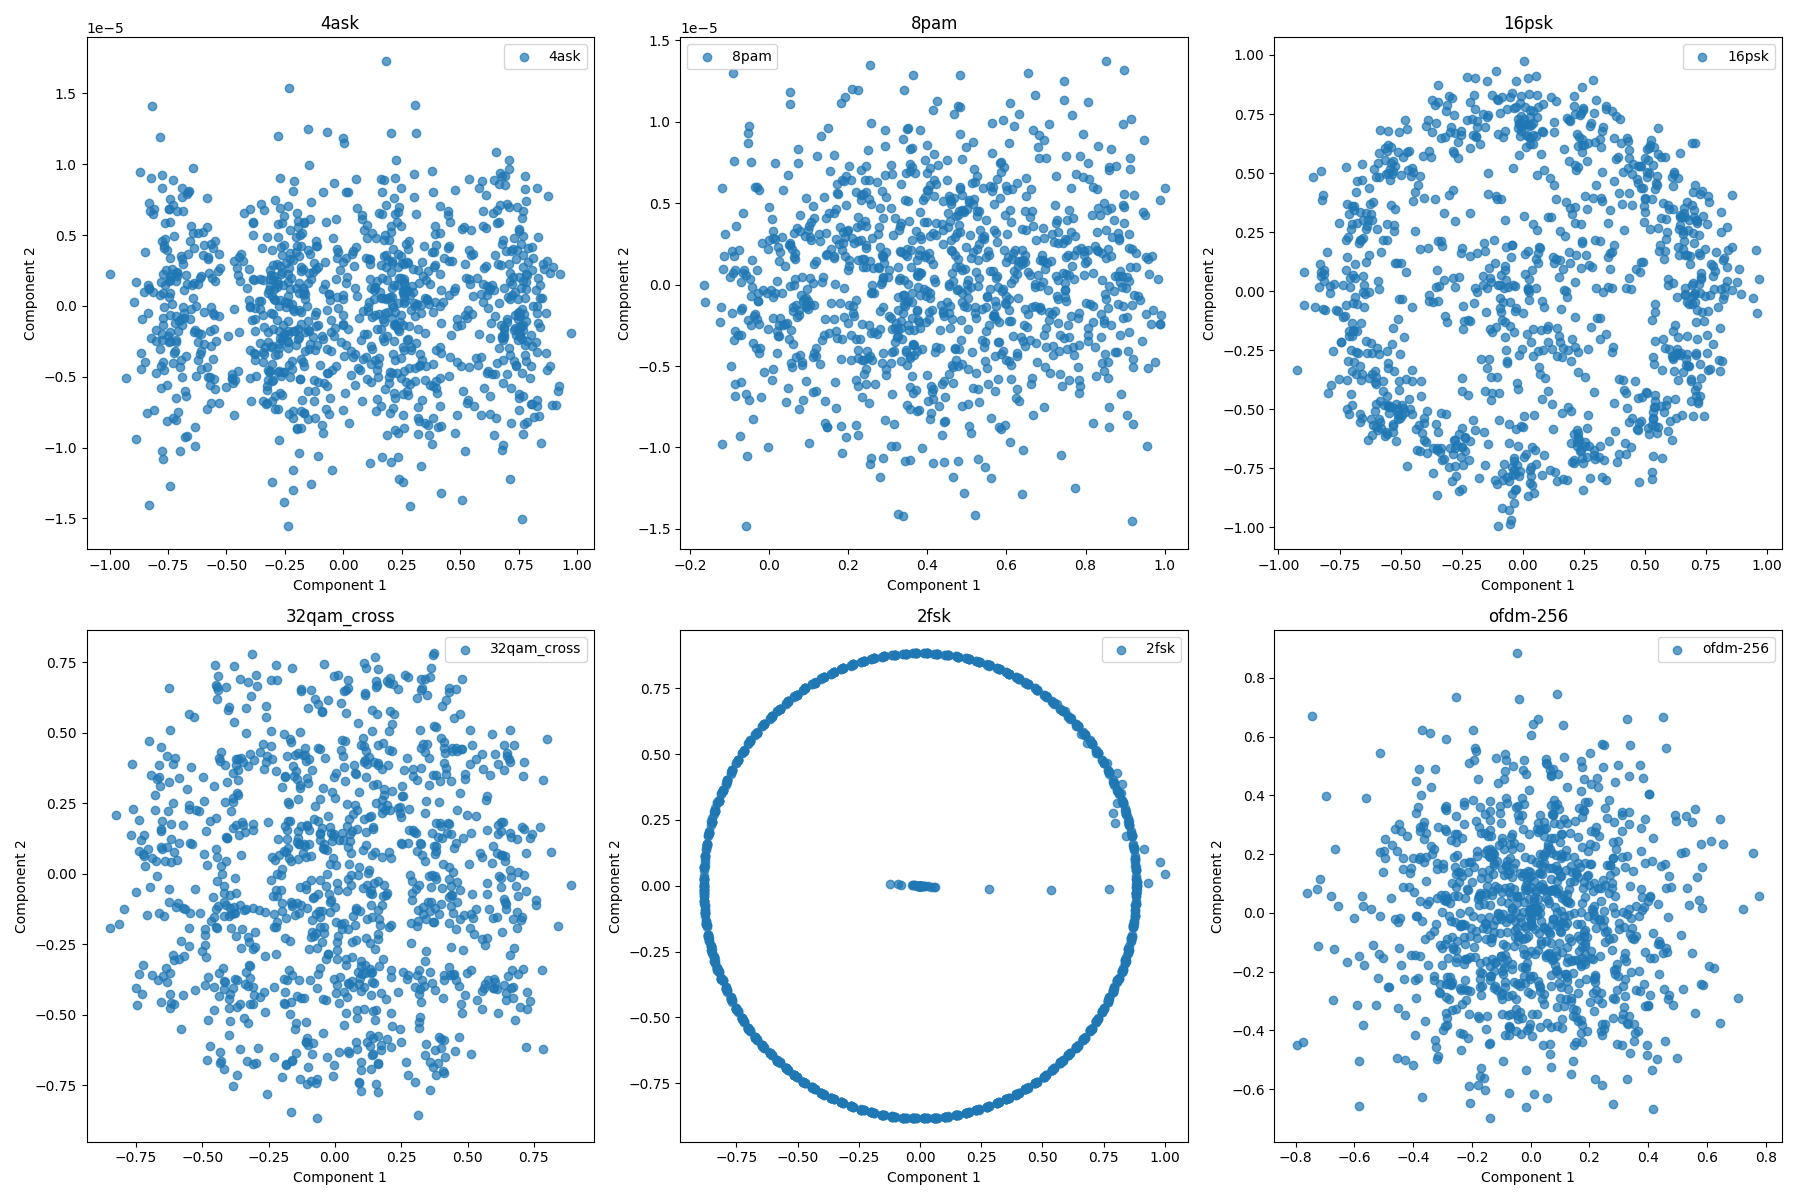 4ask
1e−5
4ask
1.5
1.0
0.5
0.0
−0.5
−1.0
−1.5
Component 2
−1.00 −0.75 −0.50 −0.25 0.00 0.25 0.50 0.75 1.00
Component 1
8pam
1e−5
8pam
1.5
1.0
0.5
0.0
−0.5
−1.0
−1.5
Component 2
−0.2 0.0 0.2 0.4 0.6 0.8 1.0
Component 1
16psk
16psk
1.00
0.75
0.50
0.25
0.00
−0.25
−0.50
−0.75
−1.00
Component 2
−1.00 −0.75 −0.50 −0.25 0.00 0.25 0.50 0.75 1.00
Component 1
32qam_cross
32qam_cross
0.75
0.50
0.25
0.00
−0.25
−0.50
−0.75
Component 2
−0.75 −0.50 −0.25 0.00 0.25 0.50 0.75
Component 1
2fsk
2fsk
0.75
0.50
0.25
0.00
−0.25
−0.50
−0.75
Component 2
−0.75 −0.50 −0.25 0.00 0.25 0.50 0.75 1.00
Component 1
ofdm-256
ofdm-256
0.8
0.6
0.4
0.2
0.0
−0.2
−0.4
−0.6
Component 2
−0.8 −0.6 −0.4 −0.2 0.0 0.2 0.4 0.6 0.8
Component 1